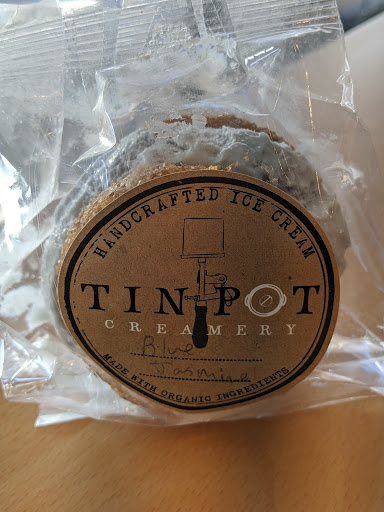 HANDCRAFTED ICE CREAM
TINPOT
CREAMERY
Blue
Jasmine
MADE WITH ORGANIC INGREDIENTS